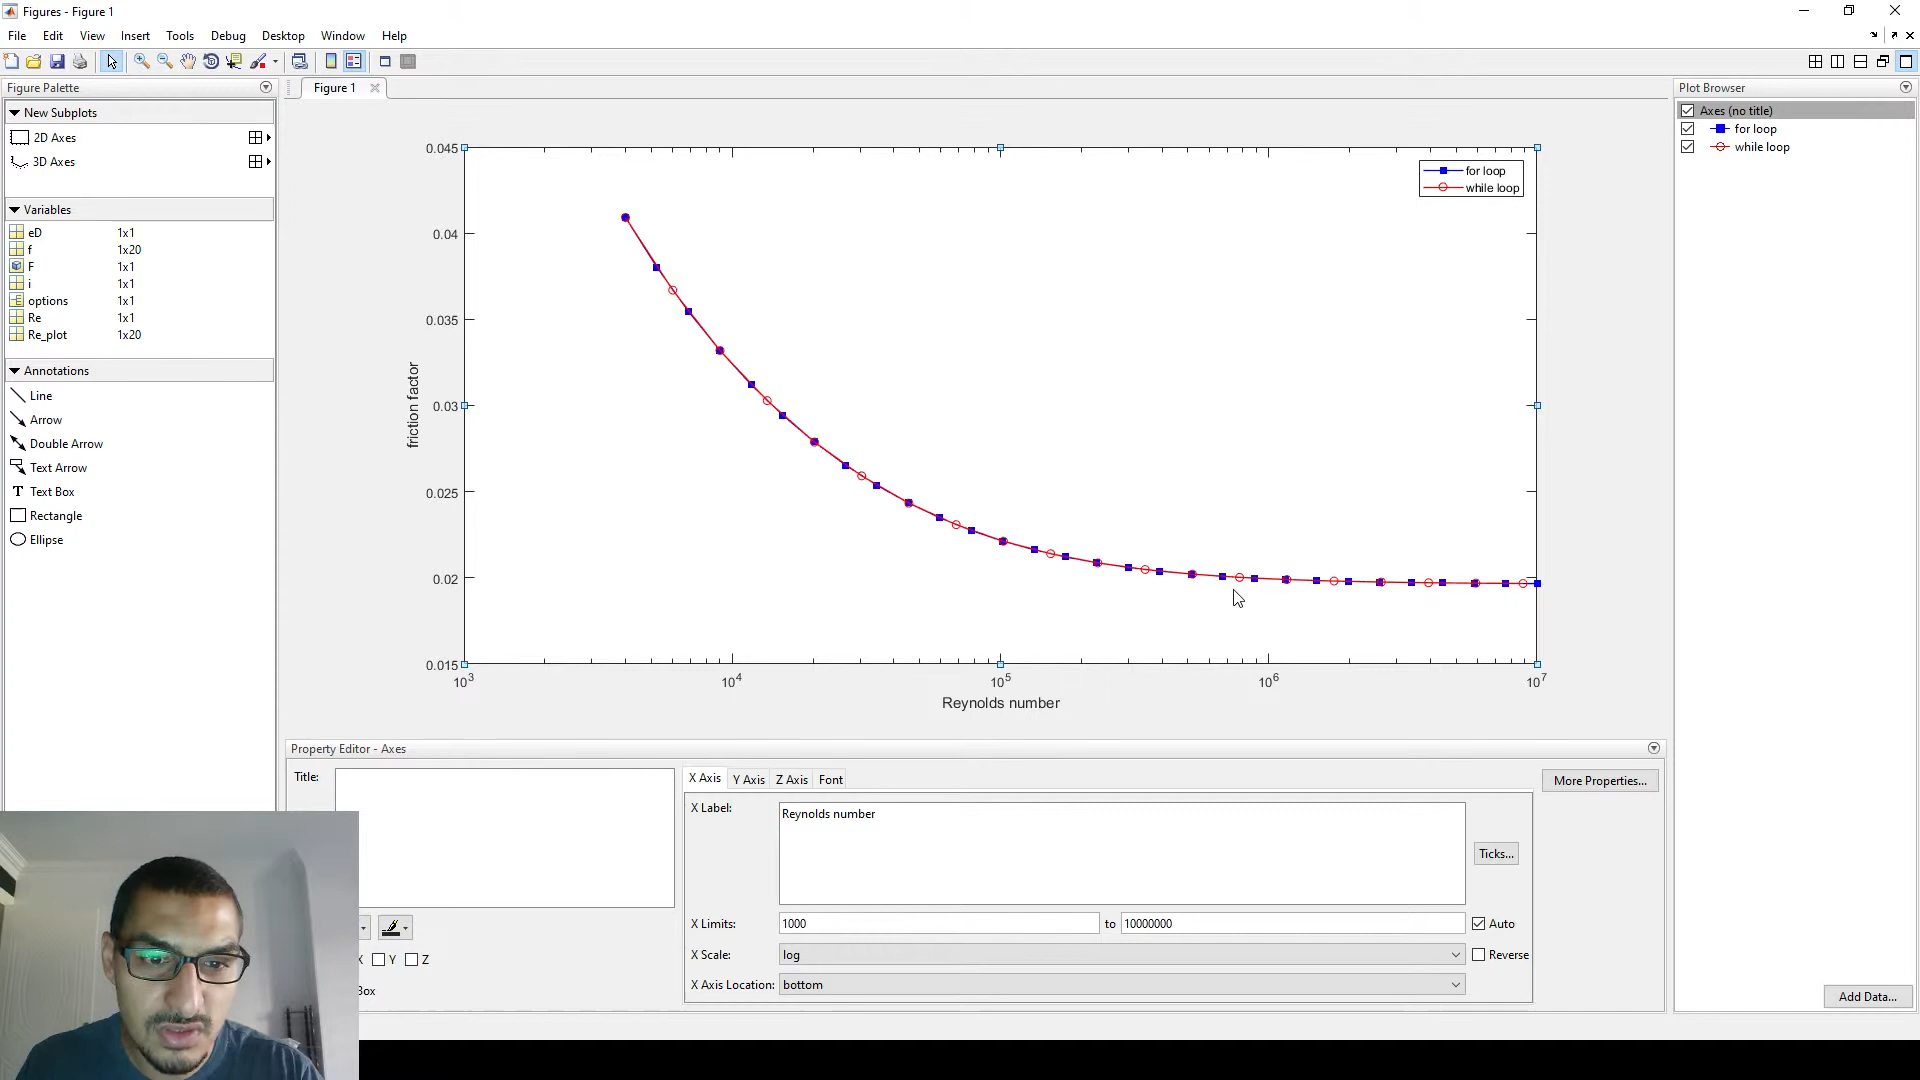 Figures - Figure 1
File Edit View Insert Tools Debug Desktop Window Help
Figure Palette
Figure 1
Plot Browser
New Subplots
2D Axes
3D Axes
Variables
eD 1x1
f 1x20
F 1x1
i 1x1
options 1x1
Re 1x1
Re_plot 1x20
Annotations
Line
Arrow
Double Arrow
Text Arrow
T Text Box
Rectangle
Ellipse
0.045
0.04
0.035
0.03
0.025
0.02
0.015
friction factor
for loop
while loop
10^3 10^4 10^5 10^6 10^7
Reynolds number
Axes (no title)
for loop
while loop
Property Editor - Axes
Title:
X Y Z
Box
X Axis Y Axis Z Axis Font
X Label: Reynolds number
Ticks...
X Limits: 1000 to 10000000 Auto
X Scale: log Reverse
X Axis Location: bottom
More Properties...
Add Data...